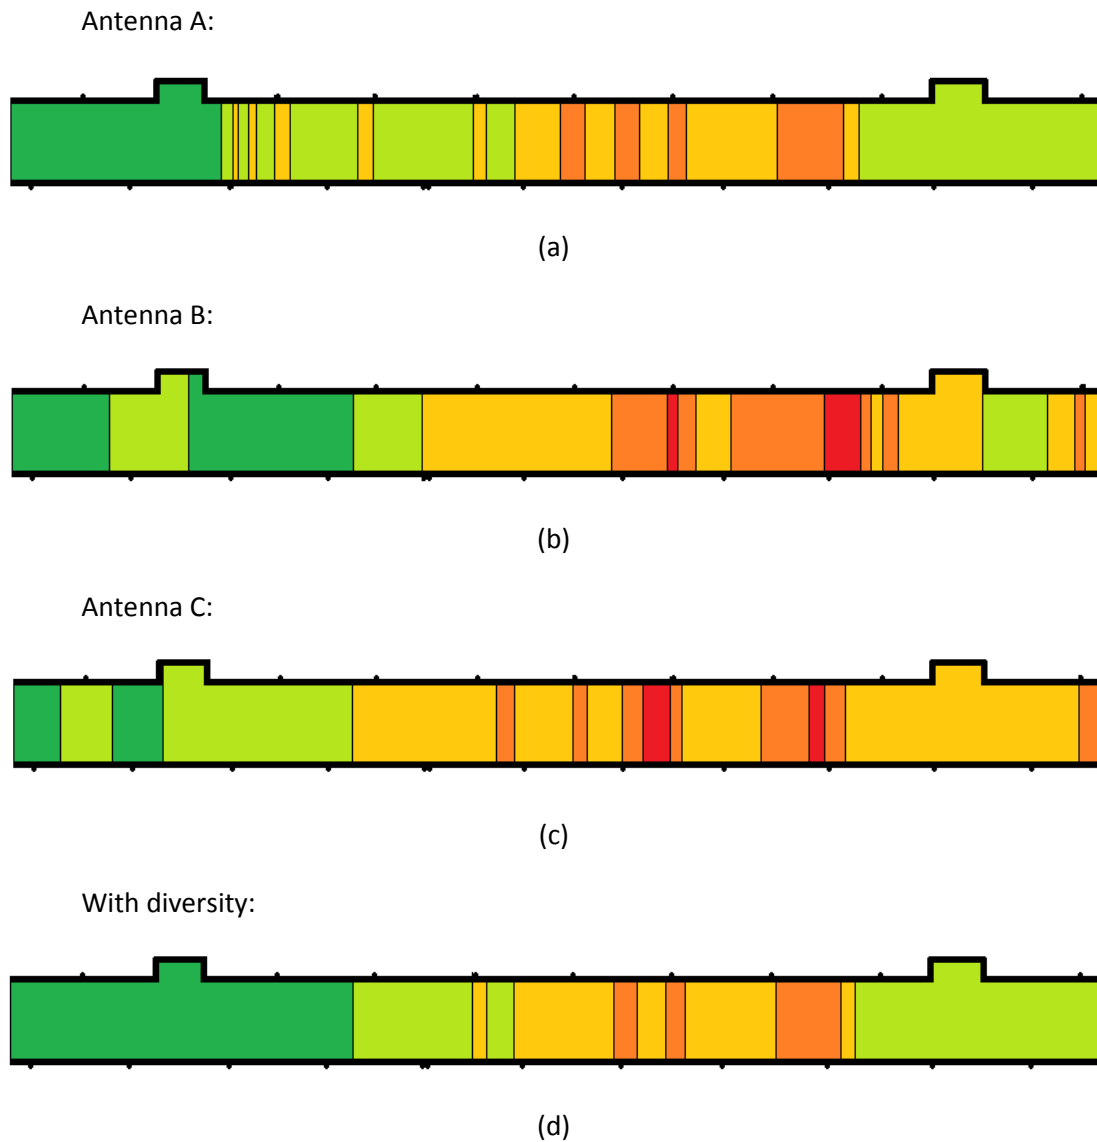 Antenna A:
(a)
Antenna B:
(b)
Antenna C:
(c)
With diversity:
(d)